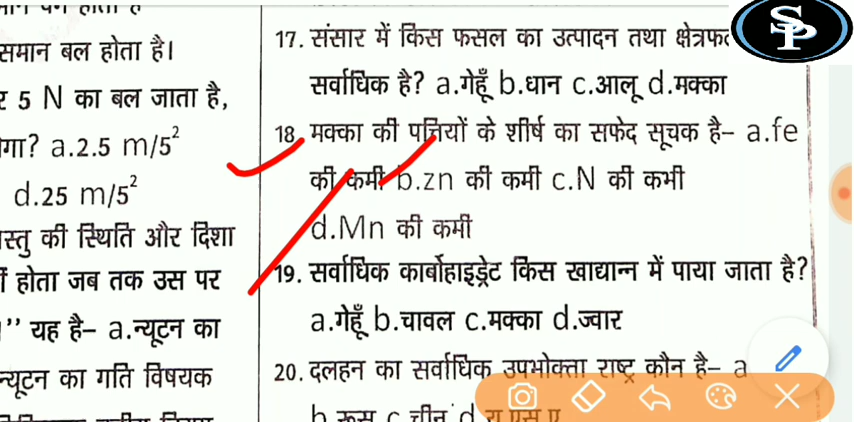 समान बल होता है।
5 N का बल जाता है,
गा? a.2.5 m/5²
d.25 m/5²
स्तु की स्थिति और दिशा
होता जब तक उस पर
" यह है– a.न्यूटन का
न्यूटन का गति विषयक
17. संसार में किस फसल का उत्पादन तथा
सर्वाधिक है? a.गेहूँ b.धान c.आलू d.मक्का
18. मक्का की पत्तियों के शीर्ष का सफेद सूचक है– a.fe
की कमी b.zn की कमी c.N की कभी
d.Mn की कमी
19. सर्वाधिक कार्बोहाइड्रेट किस खाद्यान्न में पाया जाता है?
a.गेहूँ b.चावल c.मक्का d.ज्वार
20. दलहन का सर्वाधिक उपभोक्ता राष्ट्र कौन है– a
b रूस c चीन d यू एस ए
SP